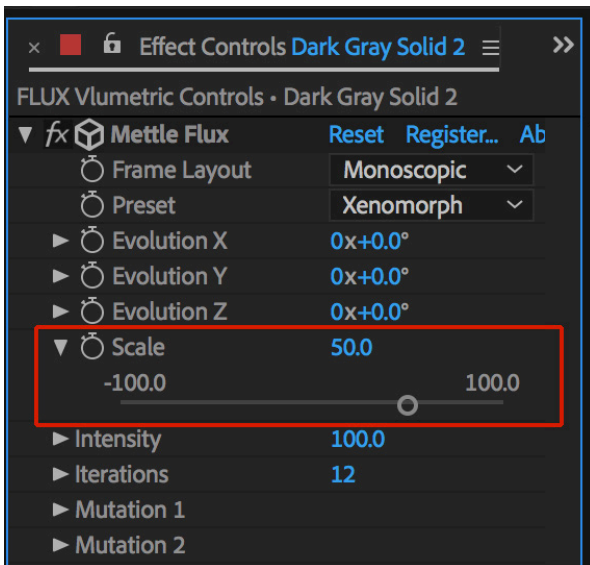 Effect Controls Dark Gray Solid 2
FLUX Vlumetric Controls • Dark Gray Solid 2
fx Mettle Flux Reset Register... Ab
Frame Layout Monoscopic
Preset Xenomorph
Evolution X 0x+0.0°
Evolution Y 0x+0.0°
Evolution Z 0x+0.0°
Scale 50.0
-100.0 100.0
Intensity 100.0
Iterations 12
Mutation 1
Mutation 2